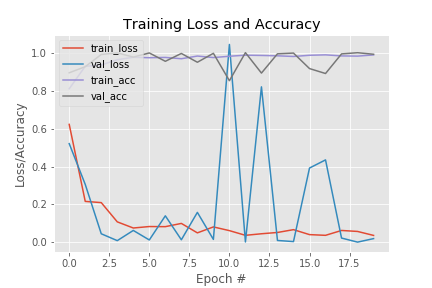 Training Loss and Accuracy
Loss/Accuracy
1.0
0.8
0.6
0.4
0.2
0.0
train_loss
val_loss
train_acc
val_acc
0.0 2.5 5.0 7.5 10.0 12.5 15.0 17.5
Epoch #